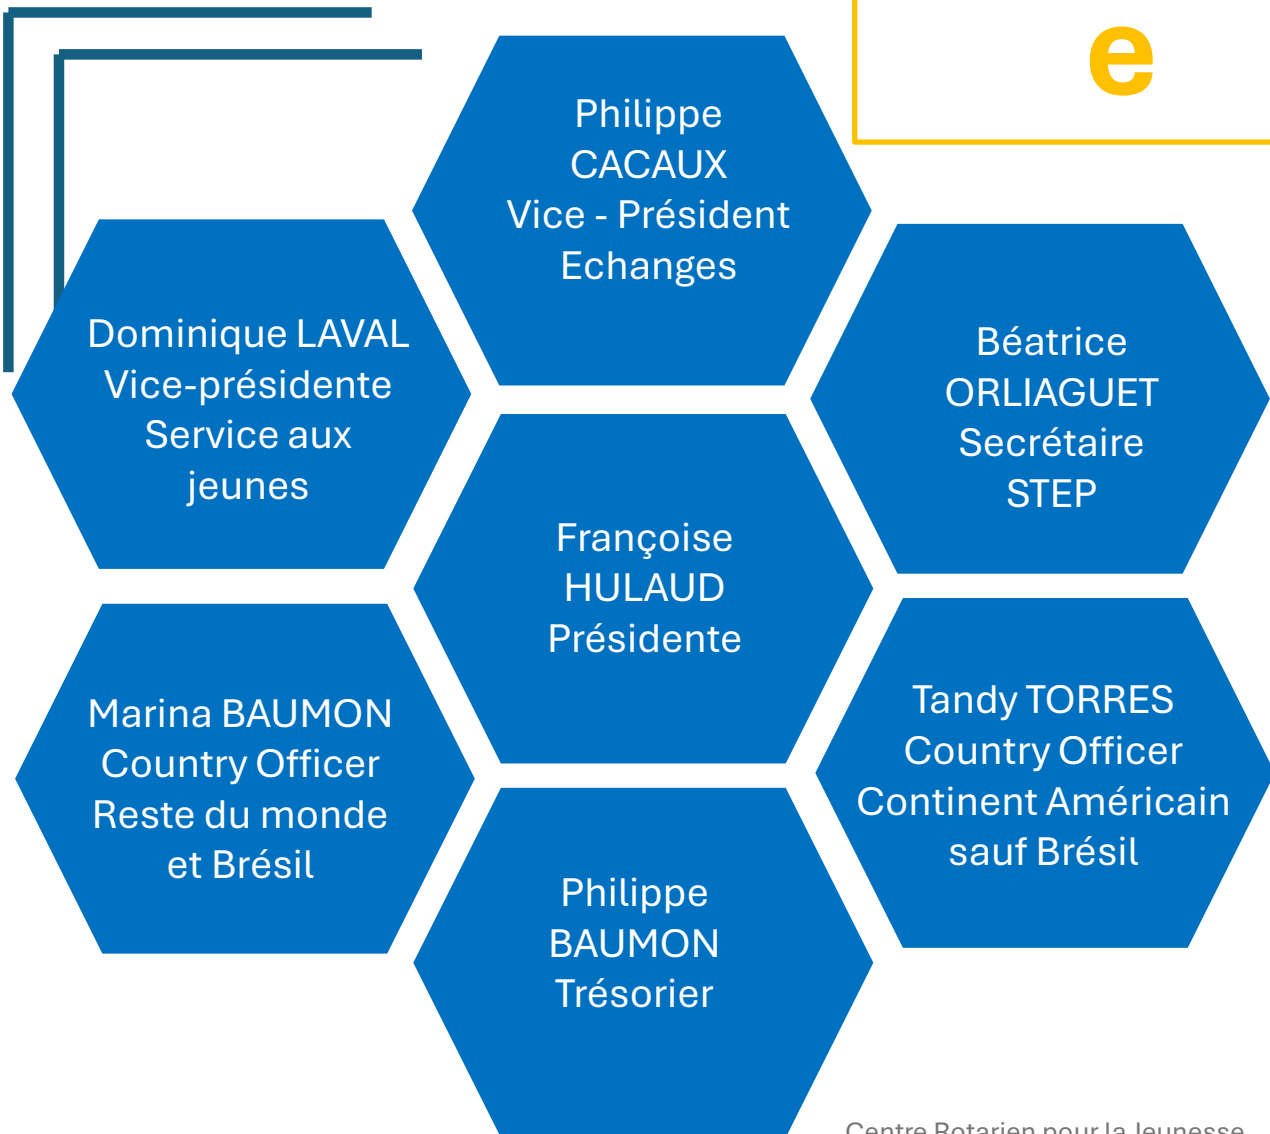 e
Philippe
CACAUX
Vice - Président
Echanges
Dominique LAVAL
Vice-présidente
Service aux
jeunes
Béatrice
ORLIAGUET
Secrétaire
STEP
Françoise
HULAUD
Présidente
Marina BAUMON
Country Officer
Reste du monde
et Brésil
Tandy TORRES
Country Officer
Continent Américain
sauf Brésil
Philippe
BAUMON
Trésorier
Centre Rotarien pour la Jeunesse